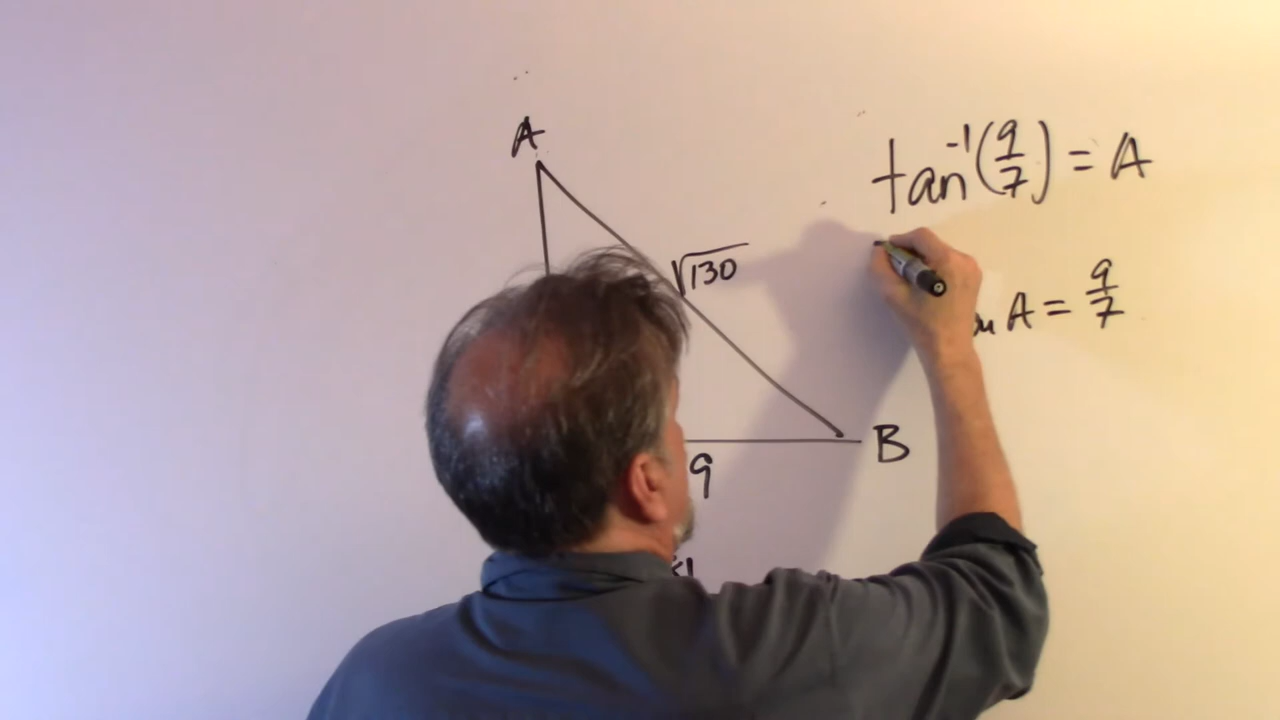 A
tan⁻¹(9/7) = A
√130
A = 9/7
B
9